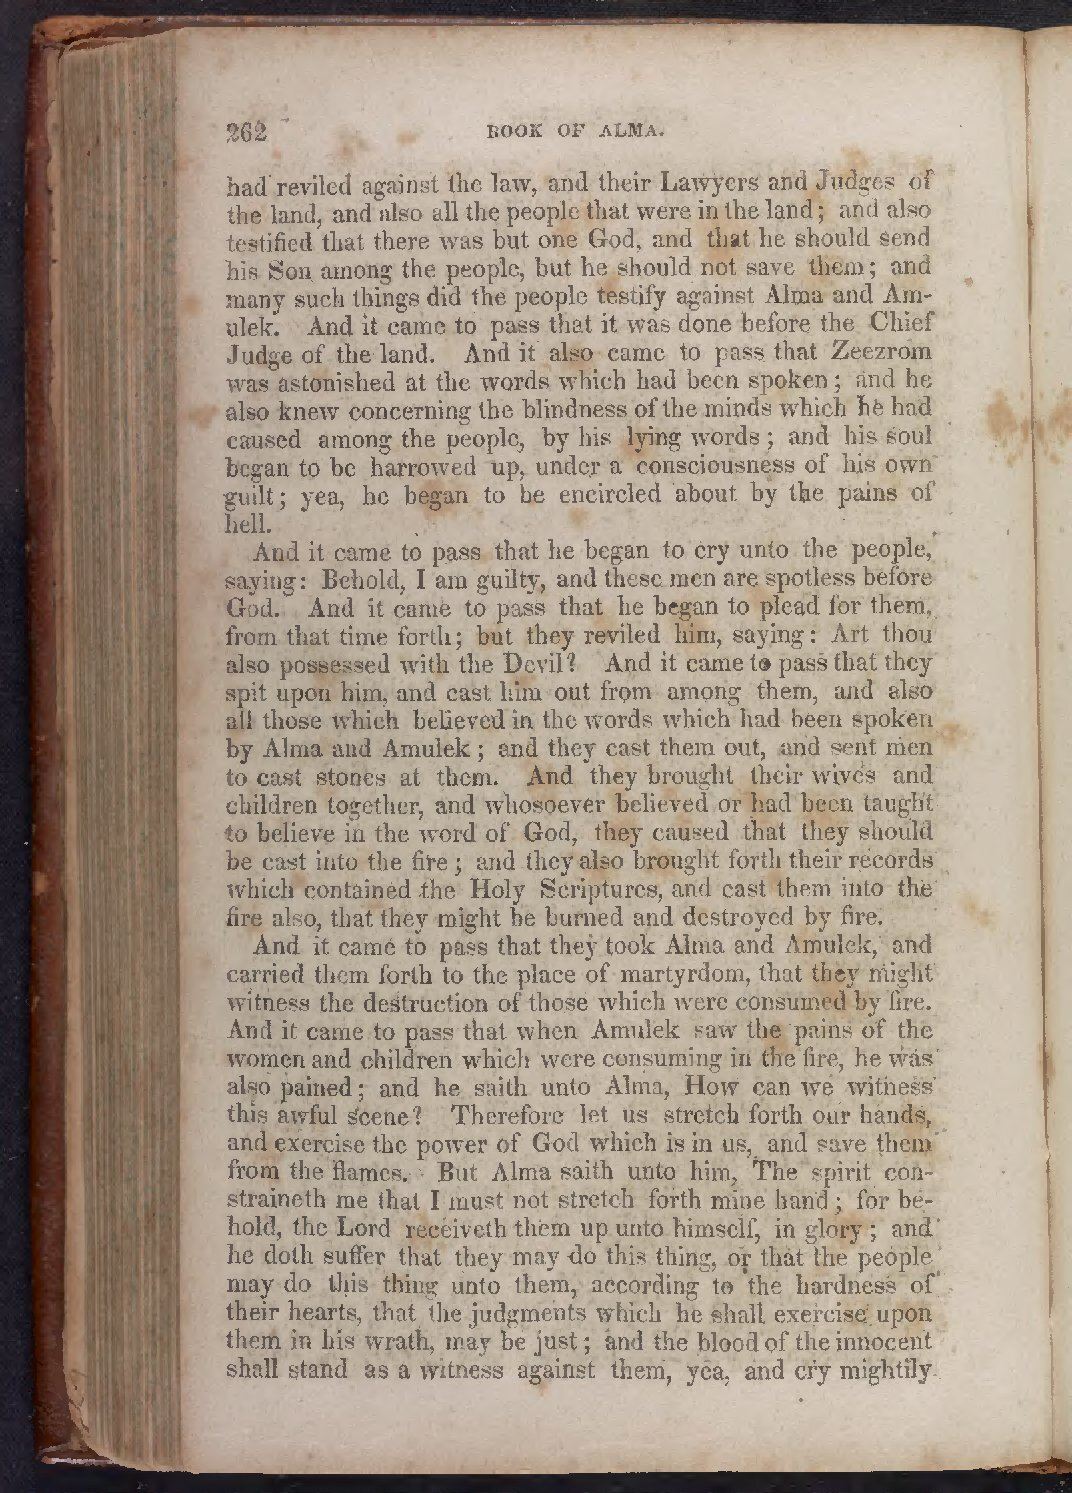 262 BOOK OF ALMA.
had reviled against the law, and their Lawyers and Judges of
the land, and also all the people that were in the land; and also
testified that there was but one God, and that he should send
his Son among the people, but he should not save them; and
many such things did the people testify against Alma and Am-
ulek. And it came to pass that it was done before the Chief
Judge of the land. And it also came to pass that Zeezrom
was astonished at the words which had been spoken; and he
also knew concerning the blindness of the minds which he had
caused among the people, by his lying words; and his soul
began to be harrowed up, under a consciousness of his own
guilt; yea, he began to be encircled about by the pains of
hell.
And it came to pass that he began to cry unto the people,
saying: Behold, I am guilty, and these men are spotless before
God. And it came to pass that he began to plead for them,
from that time forth; but they reviled him, saying: Art thou
also possessed with the Devil? And it came to pass that they
spit upon him, and cast him out from among them, and also
all those which believed in the words which had been spoken
by Alma and Amulek; and they cast them out, and sent men
to cast stones at them. And they brought their wives and
children together, and whosoever believed or had been taught
to believe in the word of God, they caused that they should
be cast into the fire; and they also brought forth their records
which contained the Holy Scriptures, and cast them into the
fire also, that they might be burned and destroyed by fire.
And it came to pass that they took Alma and Amulek, and
carried them forth to the place of martyrdom, that they might
witness the destruction of those which were consumed by fire.
And it came to pass that when Amulek saw the pains of the
women and children which were consuming in the fire, he was
also pained; and he saith unto Alma, How can we witness
this awful scene? Therefore let us stretch forth our hands,
and exercise the power of God which is in us, and save them
from the flames. But Alma saith unto him, The spirit con-
straineth me that I must not stretch forth mine hand; for be-
hold, the Lord receiveth them up unto himself, in glory; and
he doth suffer that they may do this thing, or that the people
may do this thing unto them, according to the hardness of
their hearts, that the judgments which he shall exercise upon
them in his wrath, may be just; and the blood of the innocent
shall stand as a witness against them, yea, and cry mightily